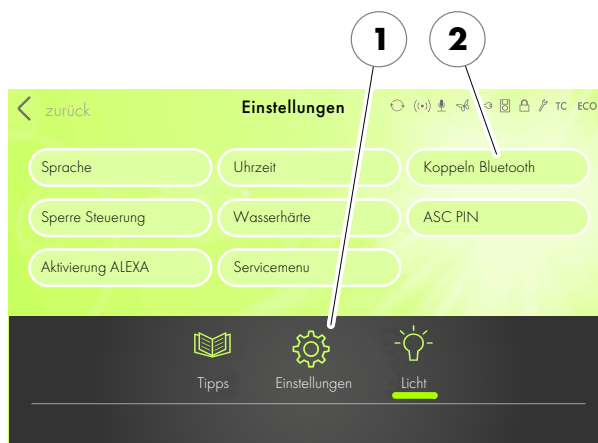 1 2
zurück Einstellungen TC ECO
Sprache Uhrzeit Koppeln Bluetooth
Sperre Steuerung Wasserhärte ASC PIN
Aktivierung ALEXA Servicemenu
Tipps Einstellungen Licht